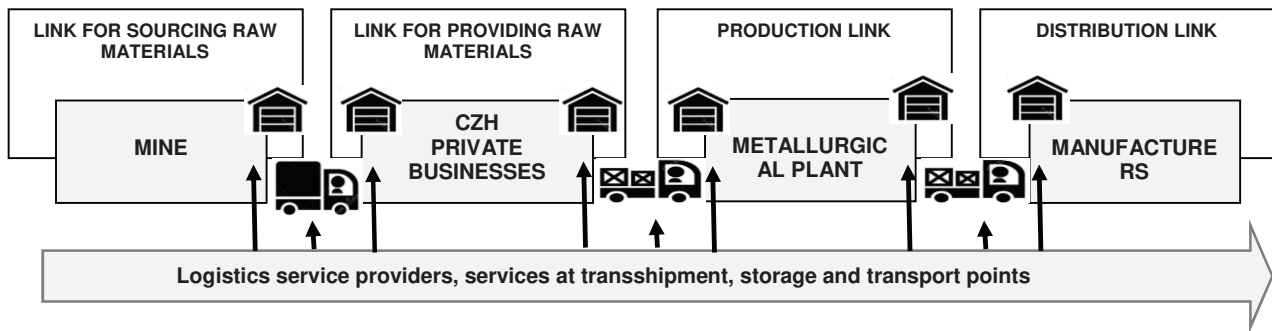 LINK FOR SOURCING RAW
MATERIALS
LINK FOR PROVIDING RAW
MATERIALS
PRODUCTION LINK
DISTRIBUTION LINK
MINE
CZH
PRIVATE
BUSINESSES
METALLURGIC
AL PLANT
MANUFACTURE
RS
Logistics service providers, services at transshipment, storage and transport points